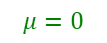 μ = 0